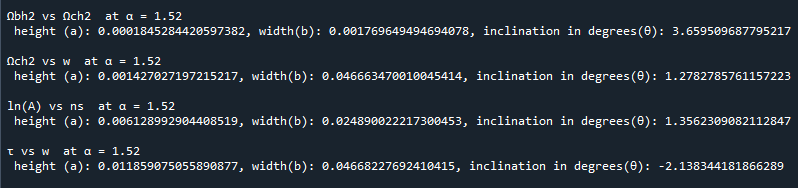 Ωbh2 vs Ωch2  at α = 1.52
height (a): 0.0001845284420597382, width(b): 0.001769649494694078, inclination in degrees(θ): 3.659509687795217
Ωch2 vs w  at α = 1.52
height (a): 0.001427027197215217, width(b): 0.046663470010045414, inclination in degrees(θ): 1.2782785761157223
ln(A) vs ns  at α = 1.52
height (a): 0.006128992904408519, width(b): 0.024890022217300453, inclination in degrees(θ): 1.3562309082112847
τ vs w  at α = 1.52
height (a): 0.011859075055890877, width(b): 0.04668227692410415, inclination in degrees(θ): -2.138344181866289